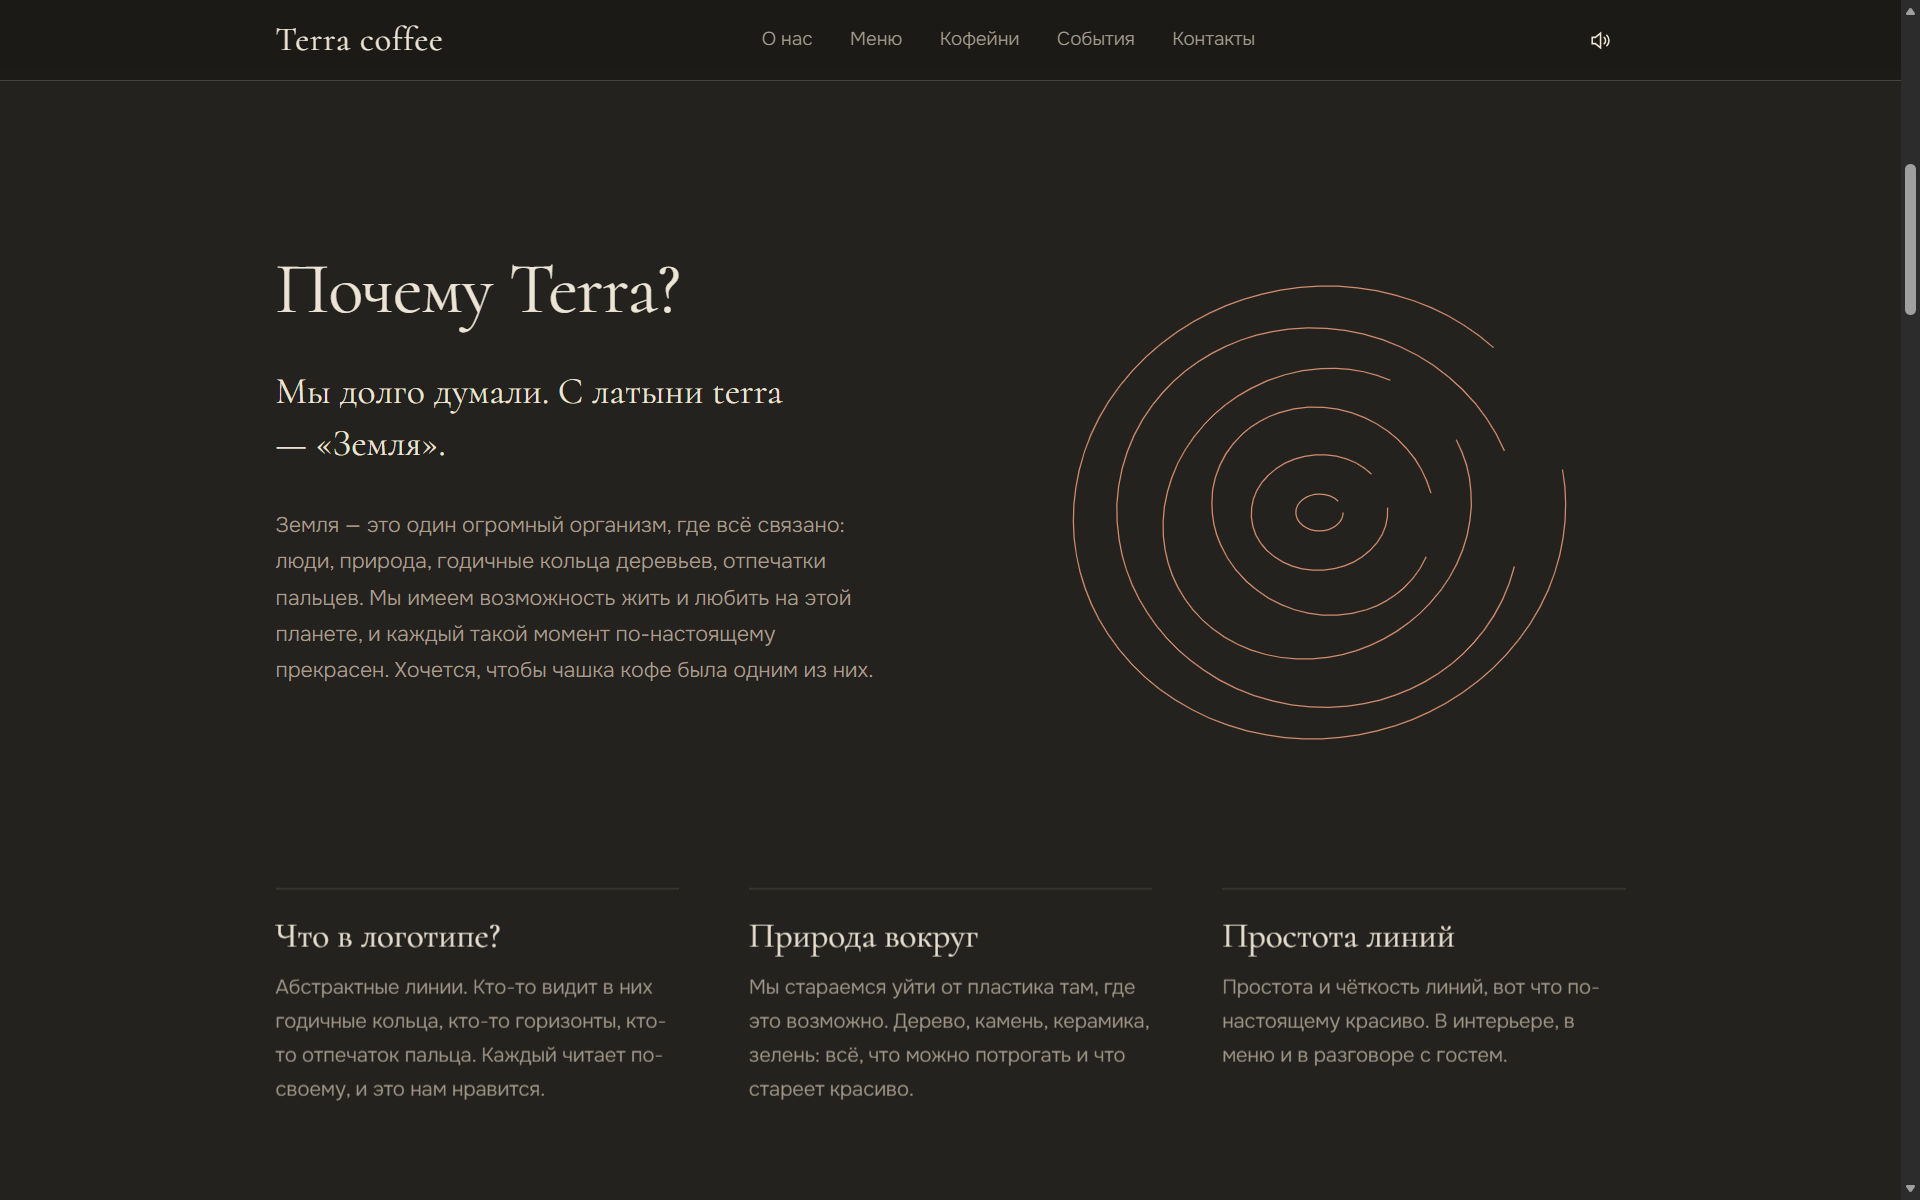 Terra coffee
О нас
Меню
Кофейни
События
Контакты
Почему Terra?
Мы долго думали. С латыни terra
— «Земля».
Земля — это один огромный организм, где всё связано:
люди, природа, годичные кольца деревьев, отпечатки
пальцев. Мы имеем возможность жить и любить на этой
планете, и каждый такой момент по-настоящему
прекрасен. Хочется, чтобы чашка кофе была одним из них.
Что в логотипе?
Абстрактные линии. Кто-то видит в них
годичные кольца, кто-то горизонты, кто-
то отпечаток пальца. Каждый читает по-
своему, и это нам нравится.
Природа вокруг
Мы стараемся уйти от пластика там, где
это возможно. Дерево, камень, керамика,
зелень: всё, что можно потрогать и что
стареет красиво.
Простота линий
Простота и чёткость линий, вот что по-
настоящему красиво. В интерьере, в
меню и в разговоре с гостем.